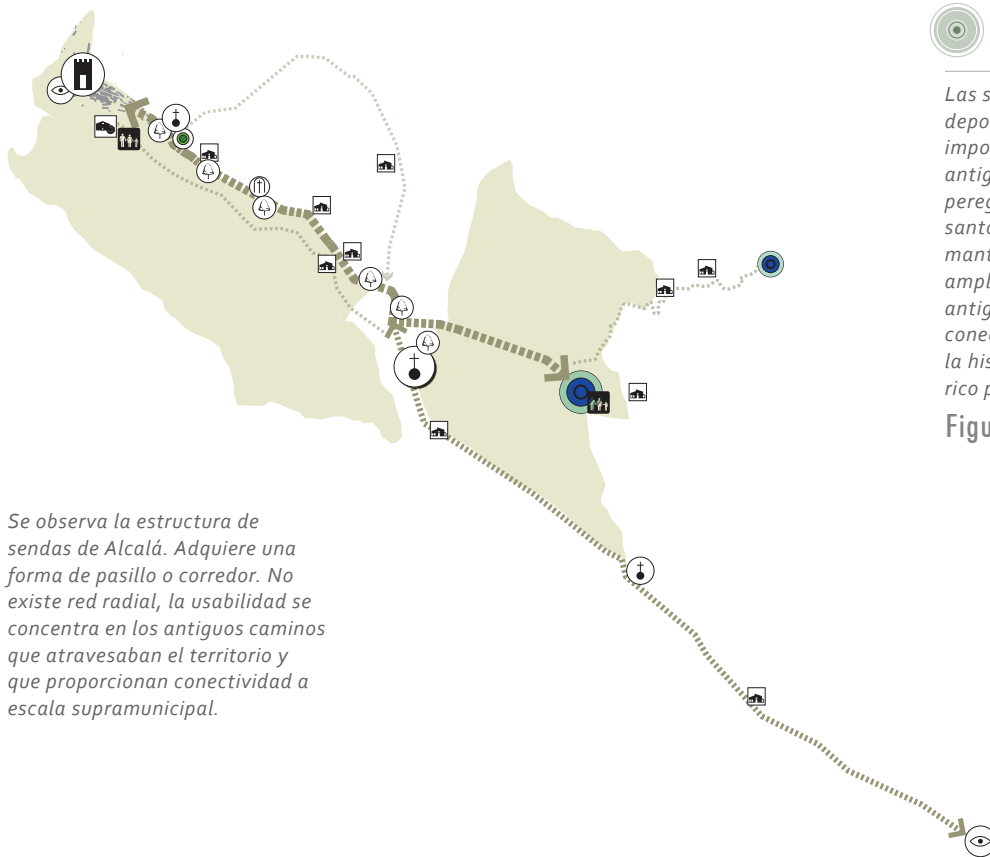 Se observa la estructura de
sendas de Alcalá. Adquiere una
forma de pasillo o corredor. No
existe red radial, la usabilidad se
concentra en los antiguos caminos
que atravesaban el territorio y
que proporcionan conectividad a
escala supramunicipal.
Las s
depo
impo
antig
pereg
santo
mant
ampl
antig
conec
la his
rico p
Figu